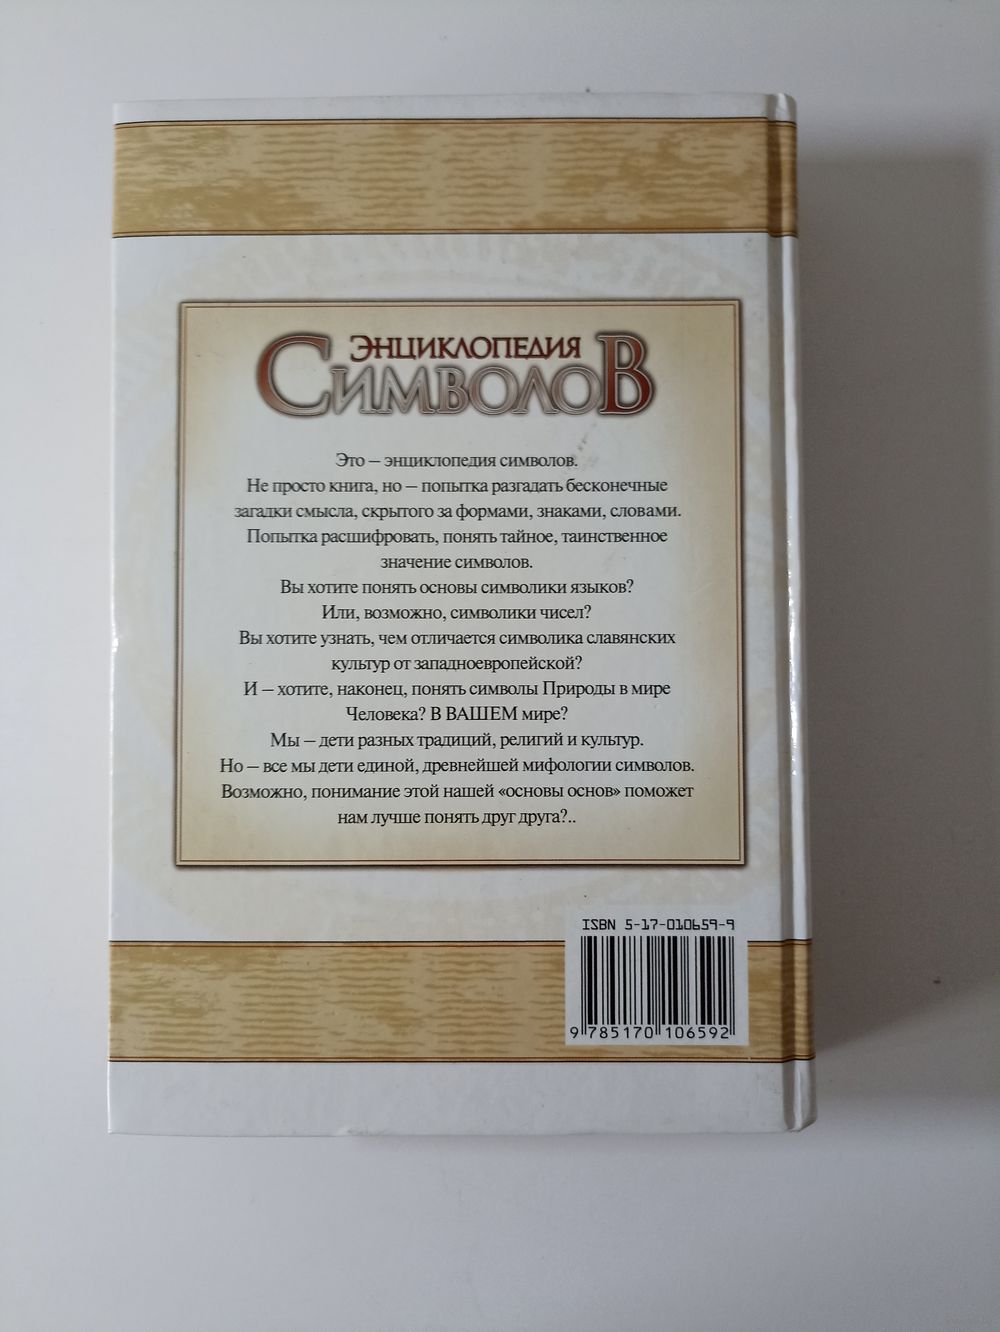 ЭНЦИКЛОПЕДИЯ
СИМВОЛОВ
Это — энциклопедия символов.
Не просто книга, но — попытка разгадать бесконечные
загадки смысла, скрытого за формами, знаками, словами.
Попытка расшифровать, понять тайное, таинственное
значение символов.
Вы хотите понять основы символики языков?
Или, возможно, символики чисел?
Вы хотите узнать, чем отличается символика славянских
культур от западноевропейской?
И — хотите, наконец, понять символы Природы в мире
Человека? В ВАШЕМ мире?
Мы — дети разных традиций, религий и культур.
Но — все мы дети единой, древнейшей мифологии символов.
Возможно, понимание этой нашей «основы основ» поможет
нам лучше понять друг друга?..
ISBN 5-17-010659-9
9 785170 106592